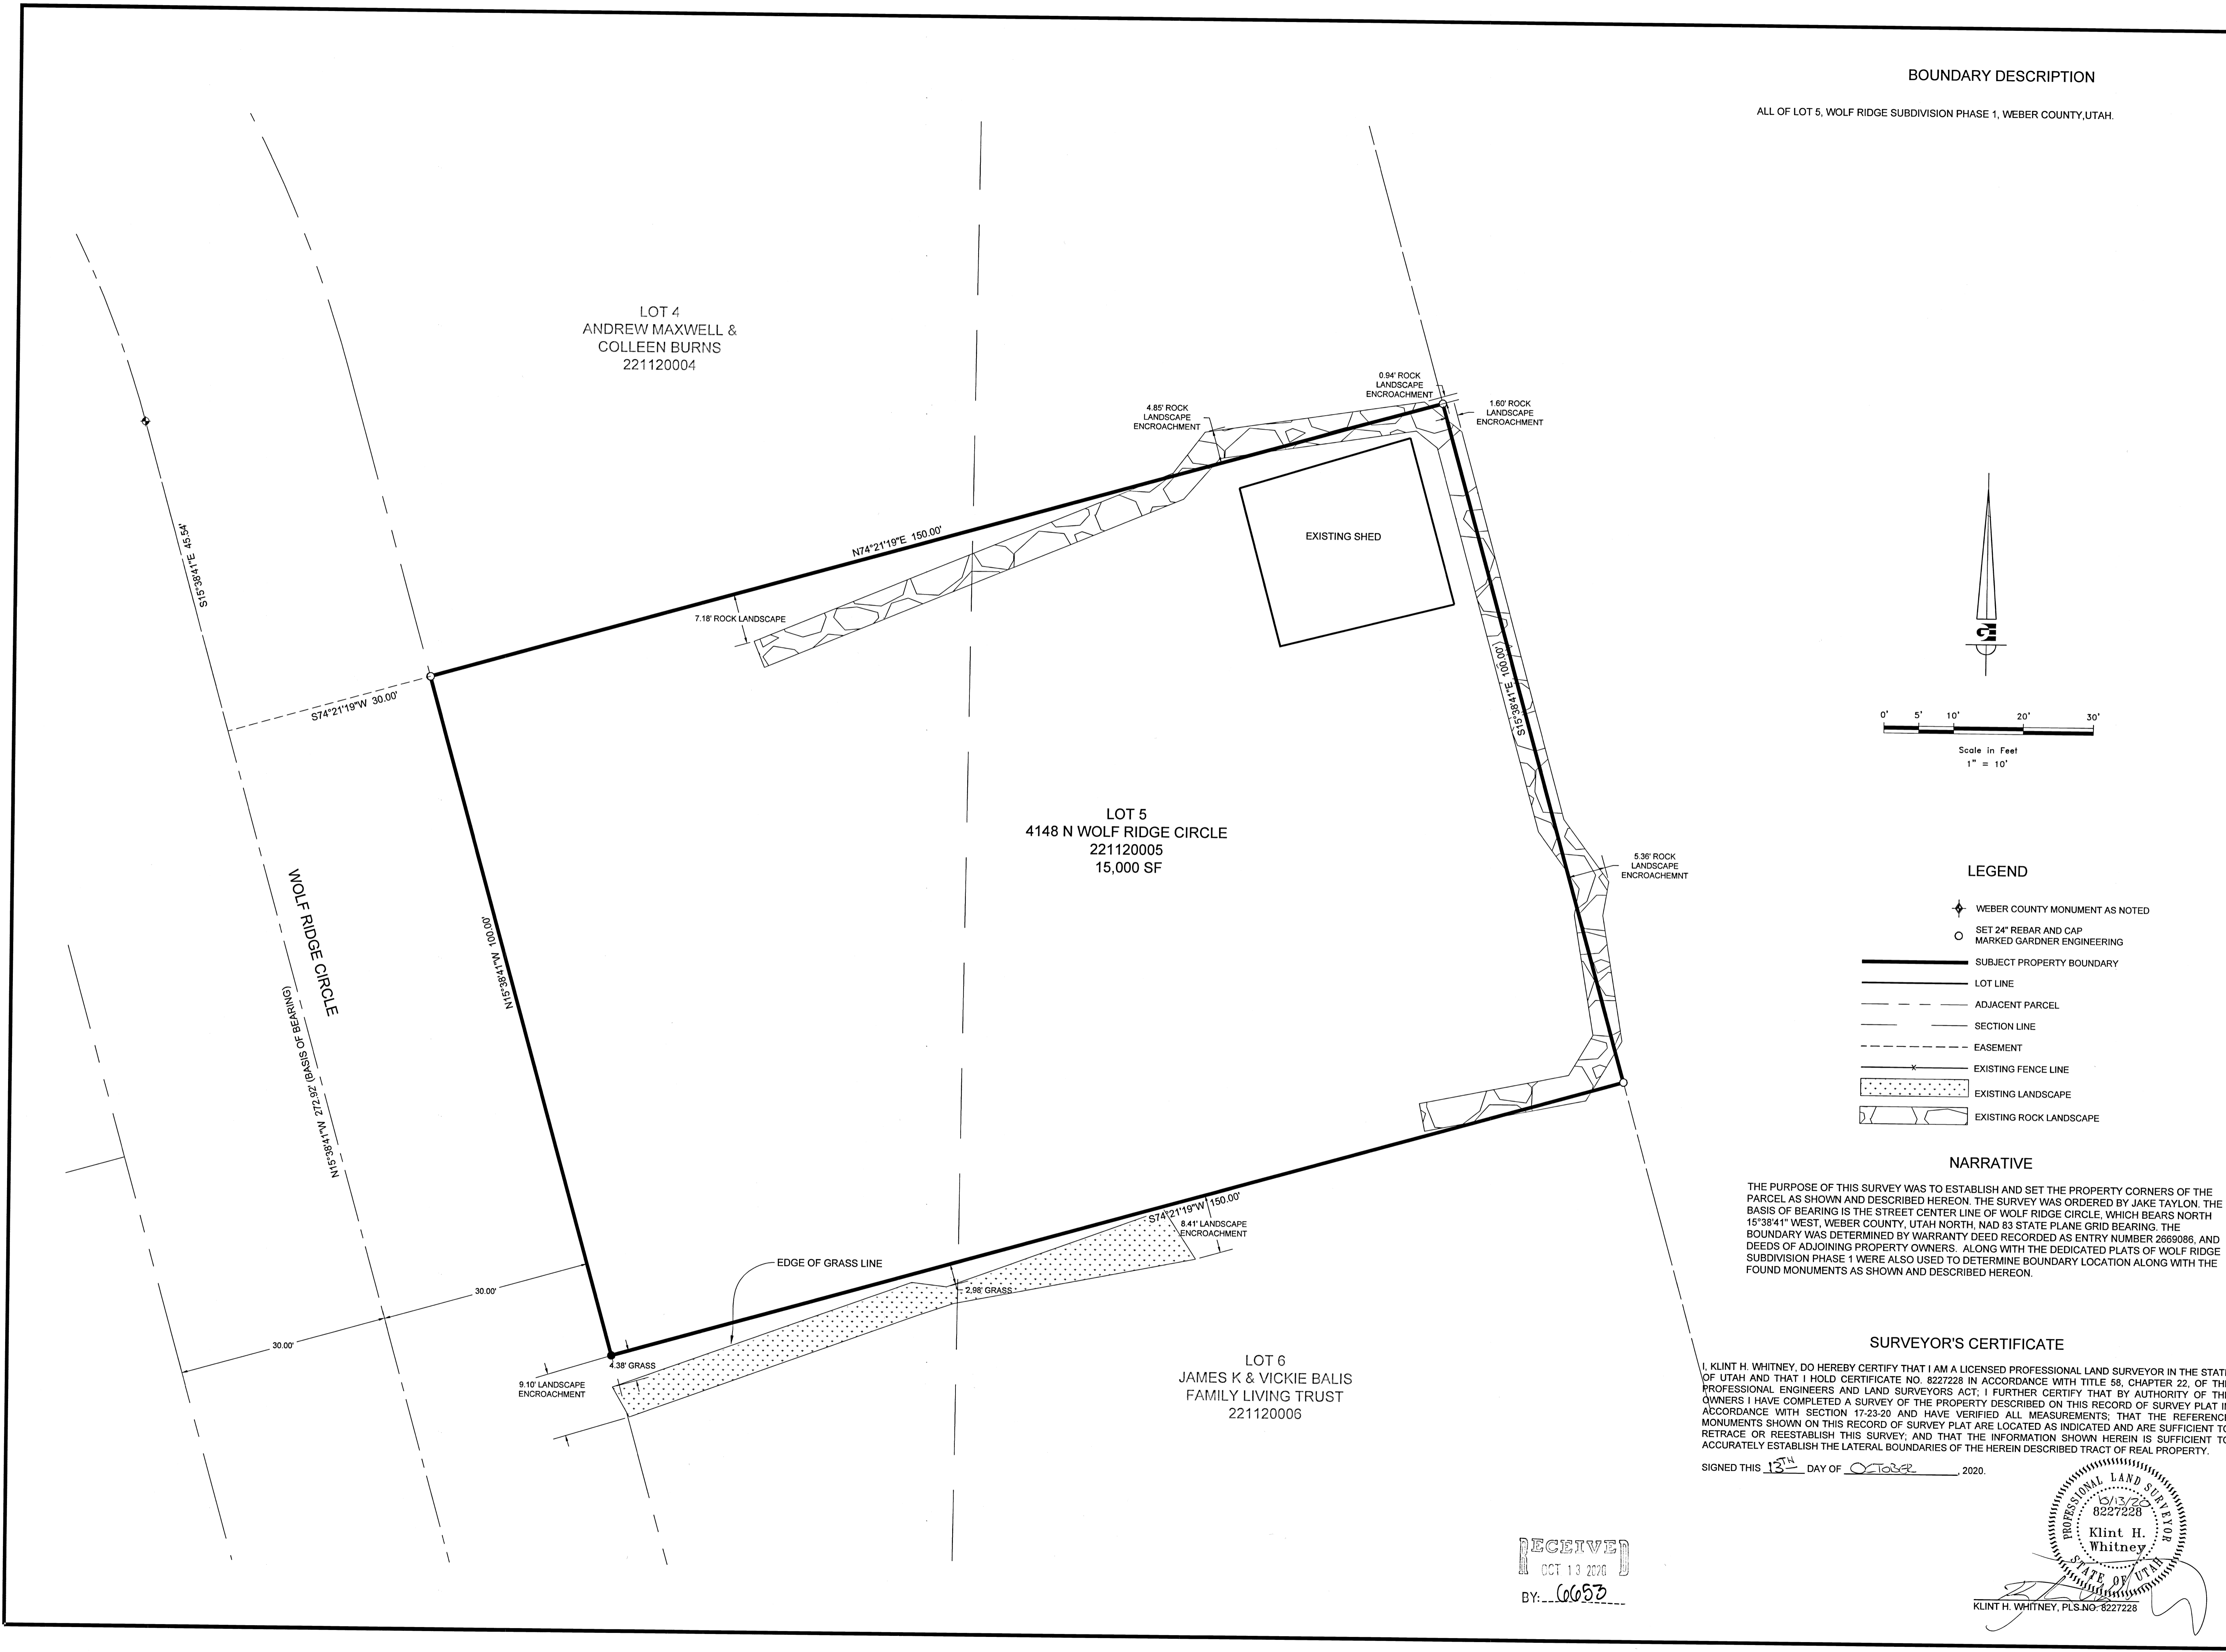 BOUNDARY DESCRIPTION
ALL OF LOT 5, WOLF RIDGE SUBDIVISION PHASE 1, WEBER COUNTY,UTAH.
LOT 4
ANDREW MAXWELL &
COLLEEN BURNS
221120004
0.94' ROCK
LANDSCAPE
ENCROACHMENT
4.85' ROCK
LANDSCAPE
ENCROACHMENT
1.60' ROCK
LANDSCAPE
ENCROACHMENT
S15°38'41"E 45.54'
N74°21'19"E 150.00'
EXISTING SHED
7.18' ROCK LANDSCAPE
S74°21'19"W 30.00'
S15°38'41"E 100.00'
0' 5' 10' 20' 30'
Scale in Feet
1" = 10'
LOT 5
4148 N WOLF RIDGE CIRCLE
221120005
15,000 SF
5.36' ROCK
LANDSCAPE
ENCROACHEMNT
WOLF RIDGE CIRCLE
N15°38'41"W 100.00'
N15°38'41"W 272.92' (BASIS OF BEARING)
LEGEND
WEBER COUNTY MONUMENT AS NOTED
SET 24" REBAR AND CAP
MARKED GARDNER ENGINEERING
SUBJECT PROPERTY BOUNDARY
LOT LINE
ADJACENT PARCEL
SECTION LINE
EASEMENT
X
EXISTING FENCE LINE
EXISTING LANDSCAPE
EXISTING ROCK LANDSCAPE
NARRATIVE
THE PURPOSE OF THIS SURVEY WAS TO ESTABLISH AND SET THE PROPERTY CORNERS OF THE
PARCEL AS SHOWN AND DESCRIBED HEREON. THE SURVEY WAS ORDERED BY JAKE TAYLON. THE
BASIS OF BEARING IS THE STREET CENTER LINE OF WOLF RIDGE CIRCLE, WHICH BEARS NORTH
15°38'41" WEST, WEBER COUNTY, UTAH NORTH, NAD 83 STATE PLANE GRID BEARING. THE
BOUNDARY WAS DETERMINED BY WARRANTY DEED RECORDED AS ENTRY NUMBER 2669086, AND
DEEDS OF ADJOINING PROPERTY OWNERS. ALONG WITH THE DEDICATED PLATS OF WOLF RIDGE
SUBDIVISION PHASE 1 WERE ALSO USED TO DETERMINE BOUNDARY LOCATION ALONG WITH THE
FOUND MONUMENTS AS SHOWN AND DESCRIBED HEREON.
S74°21'19"W 150.00'
8.41' LANDSCAPE
ENCROACHMENT
EDGE OF GRASS LINE
2.98' GRASS
30.00'
30.00'
4.38' GRASS
9.10' LANDSCAPE
ENCROACHMENT
LOT 6
JAMES K & VICKIE BALIS
FAMILY LIVING TRUST
221120006
SURVEYOR'S CERTIFICATE
I, KLINT H. WHITNEY, DO HEREBY CERTIFY THAT I AM A LICENSED PROFESSIONAL LAND SURVEYOR IN THE STAT
OF UTAH AND THAT I HOLD CERTIFICATE NO. 8227228 IN ACCORDANCE WITH TITLE 58, CHAPTER 22, OF TH
PROFESSIONAL ENGINEERS AND LAND SURVEYORS ACT; I FURTHER CERTIFY THAT BY AUTHORITY OF TH
OWNERS I HAVE COMPLETED A SURVEY OF THE PROPERTY DESCRIBED ON THIS RECORD OF SURVEY PLAT I
ACCORDANCE WITH SECTION 17-23-20 AND HAVE VERIFIED ALL MEASUREMENTS; THAT THE REFERENC
MONUMENTS SHOWN ON THIS RECORD OF SURVEY PLAT ARE LOCATED AS INDICATED AND ARE SUFFICIENT T
RETRACE OR REESTABLISH THIS SURVEY; AND THAT THE INFORMATION SHOWN HEREIN IS SUFFICIENT T
ACCURATELY ESTABLISH THE LATERAL BOUNDARIES OF THE HEREIN DESCRIBED TRACT OF REAL PROPERTY.
SIGNED THIS 13TH DAY OF OCTOBER, 2020.
PROFESSIONAL LAND SURVEYOR
10/13/20
8227228
Klint H.
Whitney
STATE OF UTAH
KLINT H. WHITNEY, PLS NO. 8227228
RECEIVED
OCT 13 2020
BY: 6653